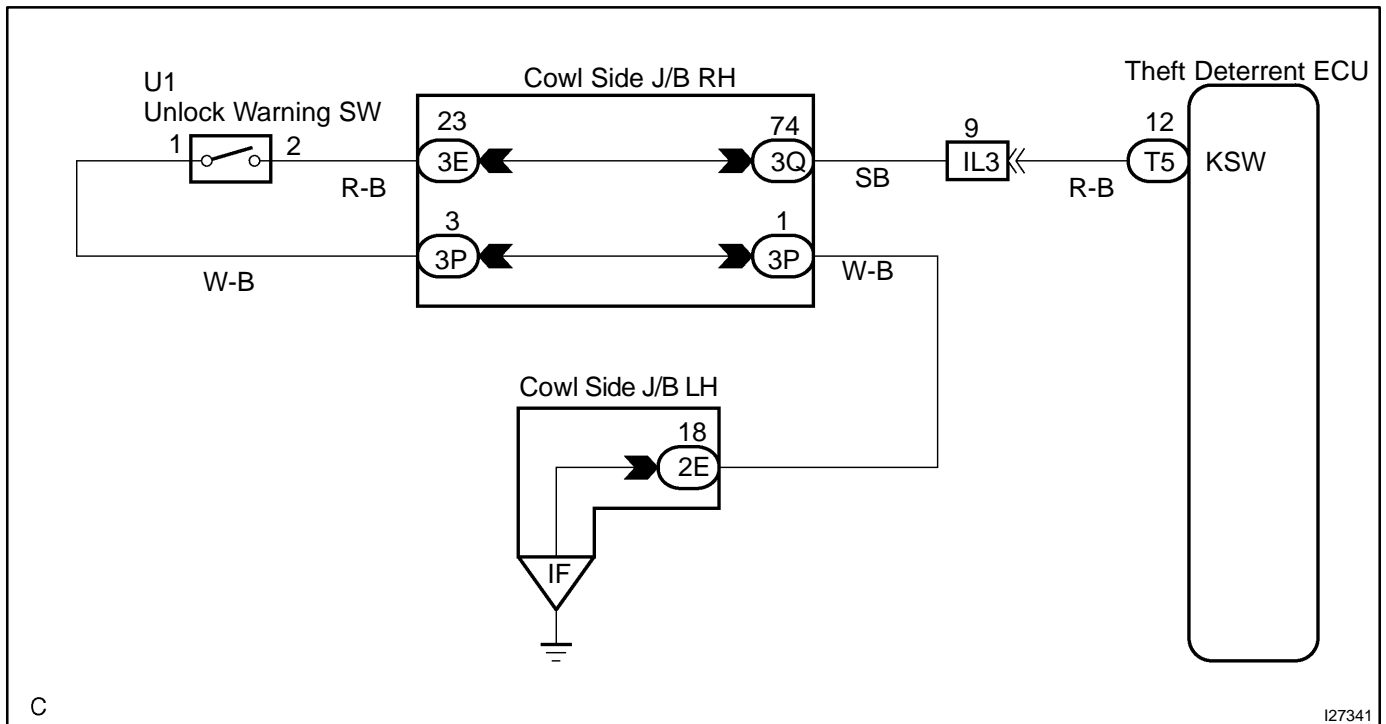 U1
Unlock Warning SW
1
2
R-B
Cowl Side J/B RH
23
3E
74
3Q
SB
9
IL3
R-B
12
T5
KSW
Theft Deterrent ECU
3
3P
W-B
1
3P
W-B
Cowl Side J/B LH
18
2E
IF
C
I27341